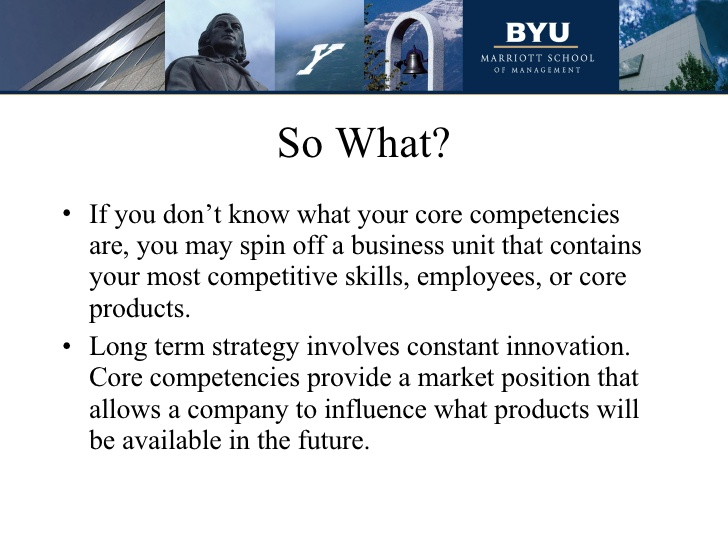 Y
BYU
MARRIOTT SCHOOL
OF MANAGEMENT
So What?
• If you don’t know what your core competencies
are, you may spin off a business unit that contains
your most competitive skills, employees, or core
products.
• Long term strategy involves constant innovation.
Core competencies provide a market position that
allows a company to influence what products will
be available in the future.